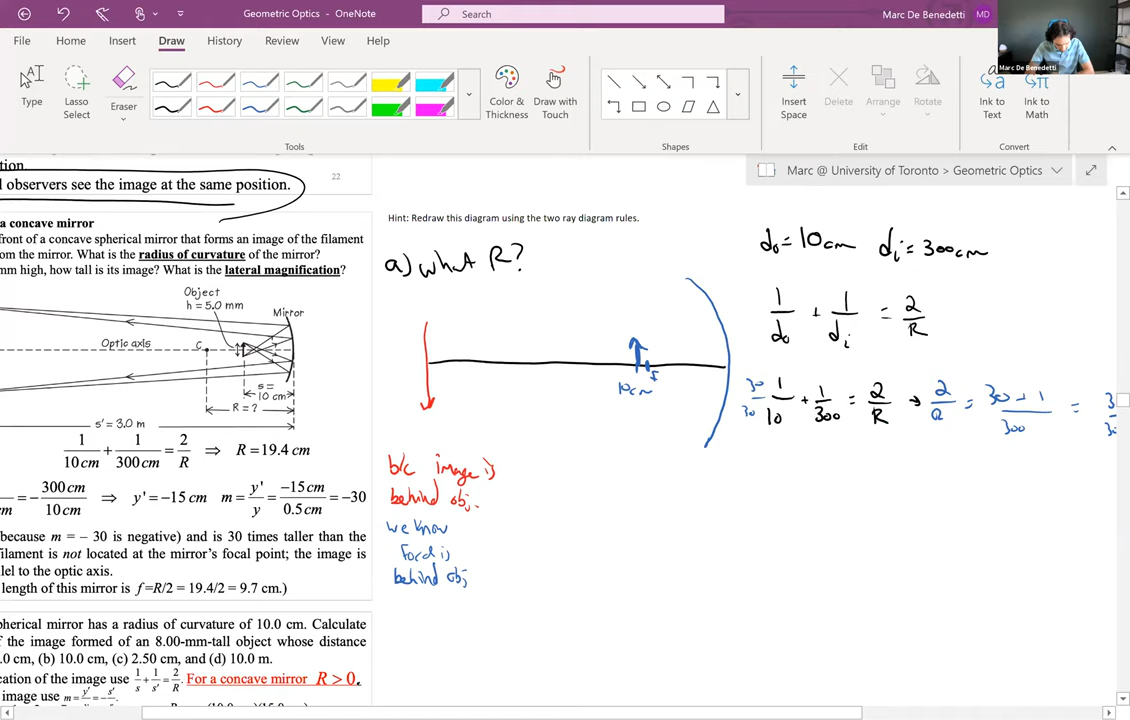 Geometric Optics - OneNote
Search
Marc De Benedetti
MD
File
Home
Insert
Draw
History
Review
View
Help
Type
Lasso Select
Eraser
Color & Thickness
Draw with Touch
Insert Space
Delete
Arrange
Rotate
Ink to Text
Ink to Math
Tools
Shapes
Edit
Convert
Marc De Benedetti
Marc @ University of Toronto > Geometric Optics
tion
l observers see the image at the same position.
22
a concave mirror
front of a concave spherical mirror that forms an image of the filament
om the mirror. What is the radius of curvature of the mirror?
mm high, how tall is its image? What is the lateral magnification?
Object
h = 5.0 mm
Mirror
Optic axis
C
s =
10 cm
R = ?
s' = 3.0 m
1/10cm + 1/300cm = 2/R ⇒ R = 19.4 cm
= - 300cm/10cm ⇒ y' = -15 cm m = y'/y = -15cm/0.5cm = -30
because m = – 30 is negative) and is 30 times taller than the
filament is not located at the mirror's focal point; the image is
lel to the optic axis.
length of this mirror is f=R/2 = 19.4/2 = 9.7 cm.)
pherical mirror has a radius of curvature of 10.0 cm. Calculate
f the image formed of an 8.00-mm-tall object whose distance
.0 cm, (b) 10.0 cm, (c) 2.50 cm, and (d) 10.0 m.
cation of the image use 1/s + 1/s' = 2/R. For a concave mirror R > 0.
image use m = y'/y = - s'/s.
Hint: Redraw this diagram using the two ray diagram rules.
a) what R?
10cm
f
b/c image is
behind obj.
we know
focal is
behind obj
do = 10cm di = 300cm
1/do + 1/di = 2/R
30/30 1/10 + 1/300 = 2/R → 2/R = 30 + 1/300 =